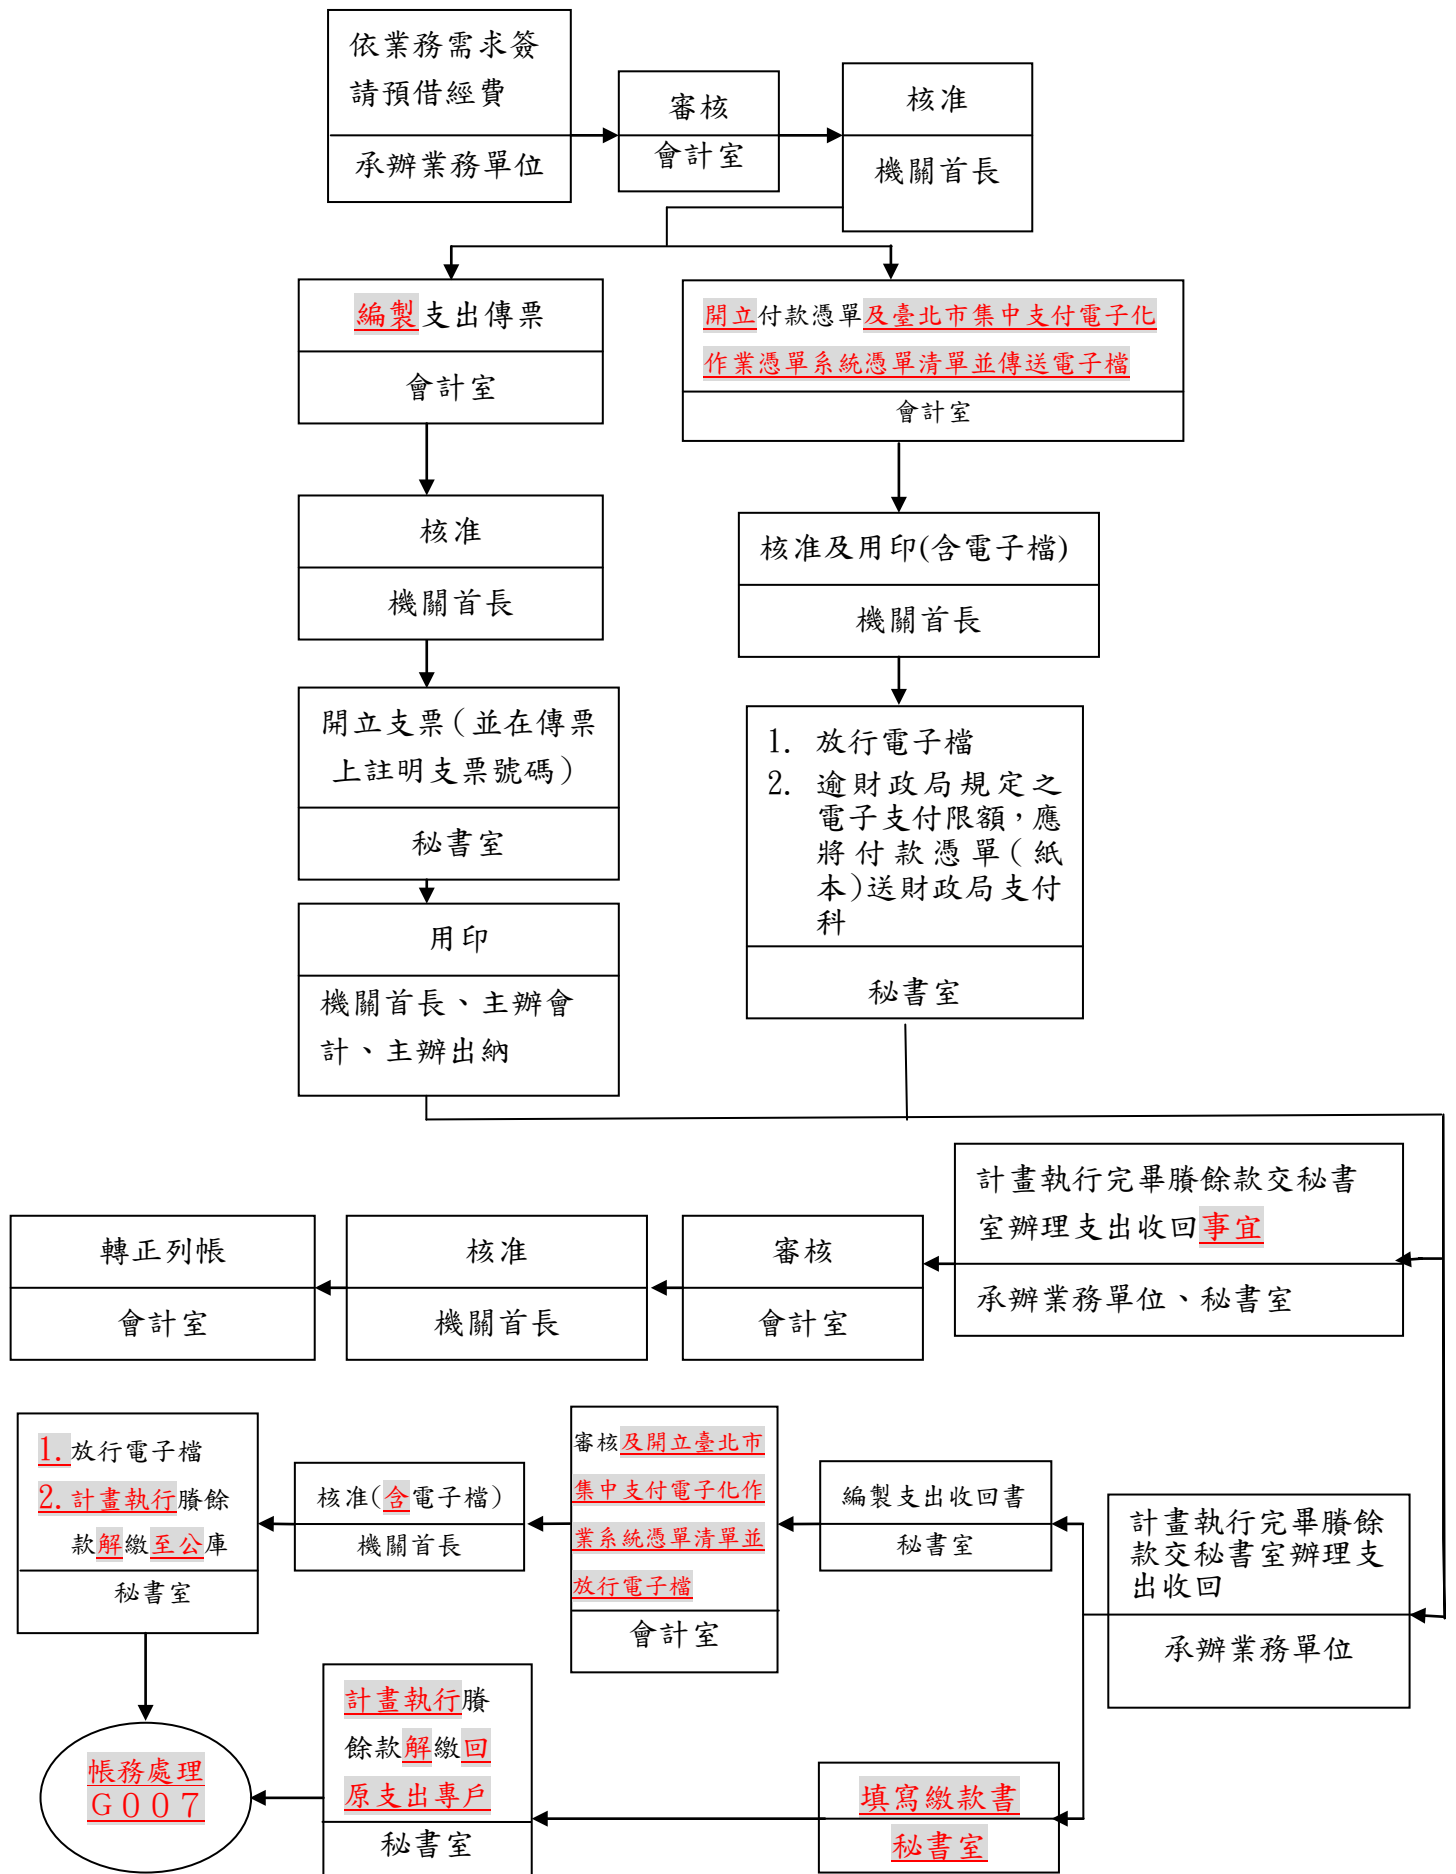 依業務需求簽
請預借經費
承辦業務單位
審核
會計室
核准
機關首長
編製支出傳票
會計室
開立付款憑單及臺北市集中支付電子化
作業憑單系統憑單清單並傳送電子檔
會計室
核准
機關首長
核准及用印(含電子檔)
機關首長
開立支票（並在傳票
上註明支票號碼）
秘書室
1. 放行電子檔
2. 逾財政局規定之
電子支付限額，應
將付款憑單（紙
本)送財政局支付
科
秘書室
用印
機關首長、主辦會
計、主辦出納
計畫執行完畢賸餘款交秘書
室辦理支出收回事宜
承辦業務單位、秘書室
審核
會計室
核准
機關首長
轉正列帳
會計室
計畫執行完畢賸餘
款交秘書室辦理支
出收回
承辦業務單位
編製支出收回書
秘書室
審核及開立臺北市
集中支付電子化作
業系統憑單清單並
放行電子檔
會計室
核准(含電子檔)
機關首長
1.放行電子檔
2.計畫執行賸餘
款解繳至公庫
秘書室
填寫繳款書
秘書室
計畫執行賸
餘款解繳回
原支出專戶
秘書室
帳務處理
Ｇ００７